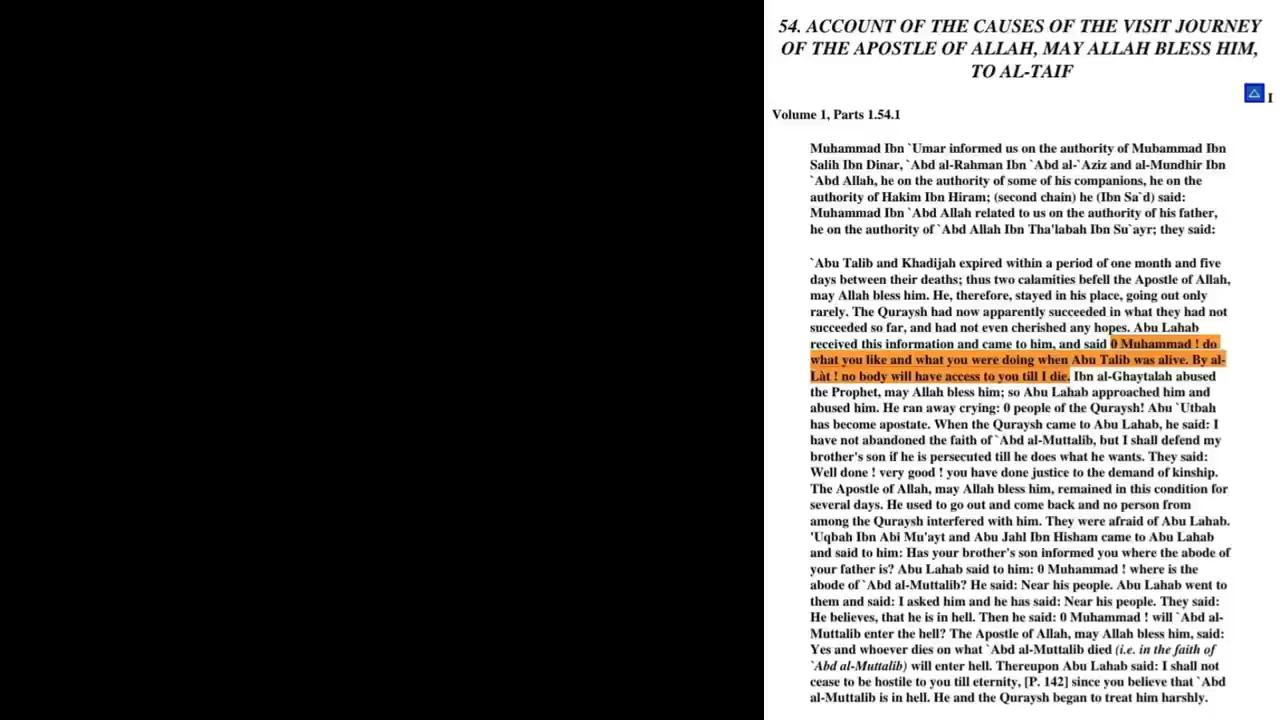 54. ACCOUNT OF THE CAUSES OF THE VISIT JOURNEY
OF THE APOSTLE OF ALLAH, MAY ALLAH BLESS HIM,
TO AL-TAIF
I
Volume 1, Parts 1.54.1
Muhammad Ibn `Umar informed us on the authority of Mubammad Ibn
Salih Ibn Dinar, `Abd al-Rahman Ibn `Abd al-`Aziz and al-Mundhir Ibn
`Abd Allah, he on the authority of some of his companions, he on the
authority of Hakim Ibn Hiram; (second chain) he (Ibn Sa`d) said:
Muhammad Ibn `Abd Allah related to us on the authority of his father,
he on the authority of `Abd Allah Ibn Tha'labah Ibn Su`ayr; they said:
`Abu Talib and Khadijah expired within a period of one month and five
days between their deaths; thus two calamities befell the Apostle of Allah,
may Allah bless him. He, therefore, stayed in his place, going out only
rarely. The Quraysh had now apparently succeeded in what they had not
succeeded so far, and had not even cherished any hopes. Abu Lahab
received this information and came to him, and said 0 Muhammad ! do
what you like and what you were doing when Abu Talib was alive. By al-
Làt ! no body will have access to you till I die. Ibn al-Ghaytalah abused
the Prophet, may Allah bless him; so Abu Lahab approached him and
abused him. He ran away crying: 0 people of the Quraysh! Abu `Utbah
has become apostate. When the Quraysh came to Abu Lahab, he said: I
have not abandoned the faith of `Abd al-Muttalib, but I shall defend my
brother's son if he is persecuted till he does what he wants. They said:
Well done ! very good ! you have done justice to the demand of kinship.
The Apostle of Allah, may Allah bless him, remained in this condition for
several days. He used to go out and come back and no person from
among the Quraysh interfered with him. They were afraid of Abu Lahab.
'Uqbah Ibn Abi Mu'ayt and Abu Jahl Ibn Hisham came to Abu Lahab
and said to him: Has your brother's son informed you where the abode of
your father is? Abu Lahab said to him: 0 Muhammad ! where is the
abode of `Abd al-Muttalib? He said: Near his people. Abu Lahab went to
them and said: I asked him and he has said: Near his people. They said:
He believes, that he is in hell. Then he said: 0 Muhammad ! will `Abd al-
Muttalib enter the hell? The Apostle of Allah, may Allah bless him, said:
Yes and whoever dies on what `Abd al-Muttalib died (i.e. in the faith of
`Abd al-Muttalib) will enter hell. Thereupon Abu Lahab said: I shall not
cease to be hostile to you till eternity, [P. 142] since you believe that `Abd
al-Muttalib is in hell. He and the Quraysh began to treat him harshly.